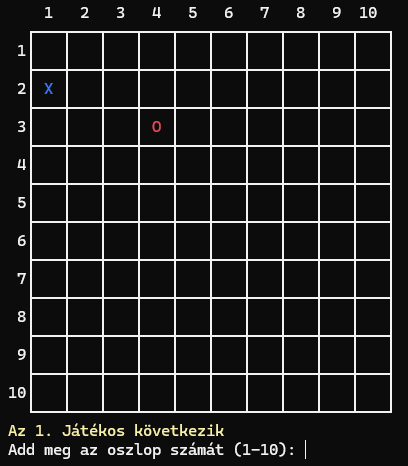 1 2 3 4 5 6 7 8 9 10
1
2 X
3 O
4
5
6
7
8
9
10
Az 1. Játékos következik
Add meg az oszlop számát (1-10):